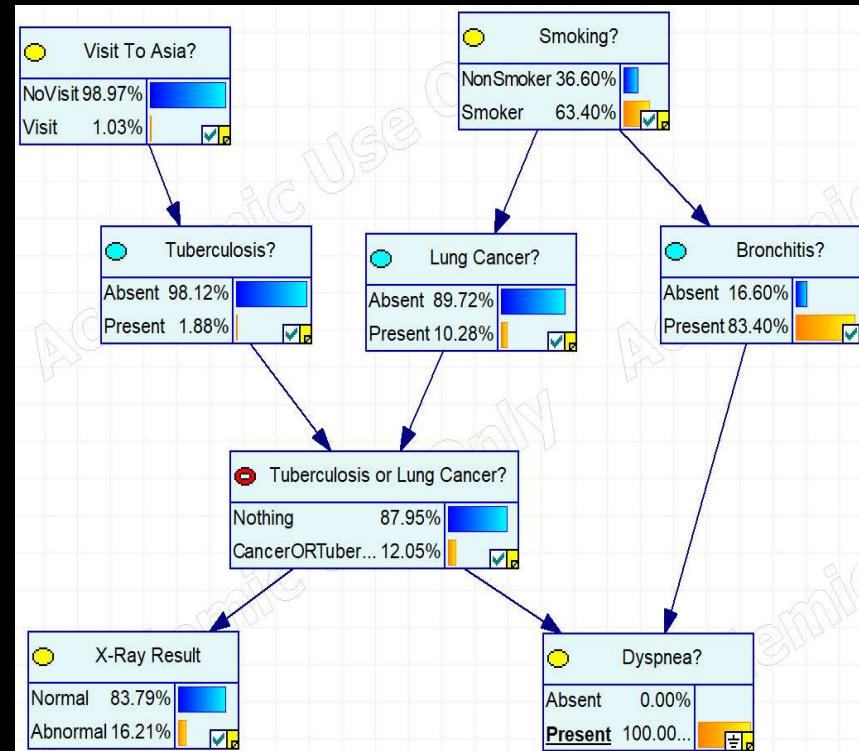 Visit To Asia?
NoVisit 98.97%
Visit 1.03%
Smoking?
NonSmoker 36.60%
Smoker 63.40%
Tuberculosis?
Absent 98.12%
Present 1.88%
Lung Cancer?
Absent 89.72%
Present 10.28%
Bronchitis?
Absent 16.60%
Present 83.40%
Tuberculosis or Lung Cancer?
Nothing 87.95%
CancerORTuber... 12.05%
X-Ray Result
Normal 83.79%
Abnormal 16.21%
Dyspnea?
Absent 0.00%
Present 100.00...